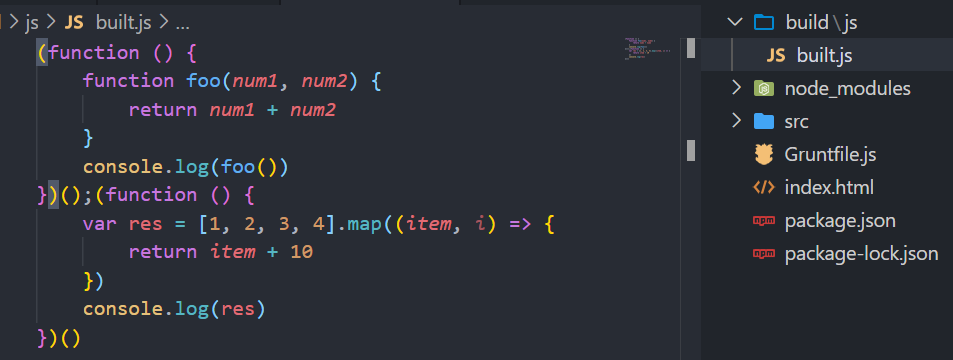 js > JS built.js > ...
(function () {
    function foo(num1, num2) {
        return num1 + num2
    }
    console.log(foo())
})();(function () {
    var res = [1, 2, 3, 4].map((item, i) => {
        return item + 10
    })
    console.log(res)
})()
build\js
JS built.js
node_modules
src
Gruntfile.js
index.html
package.json
package-lock.json